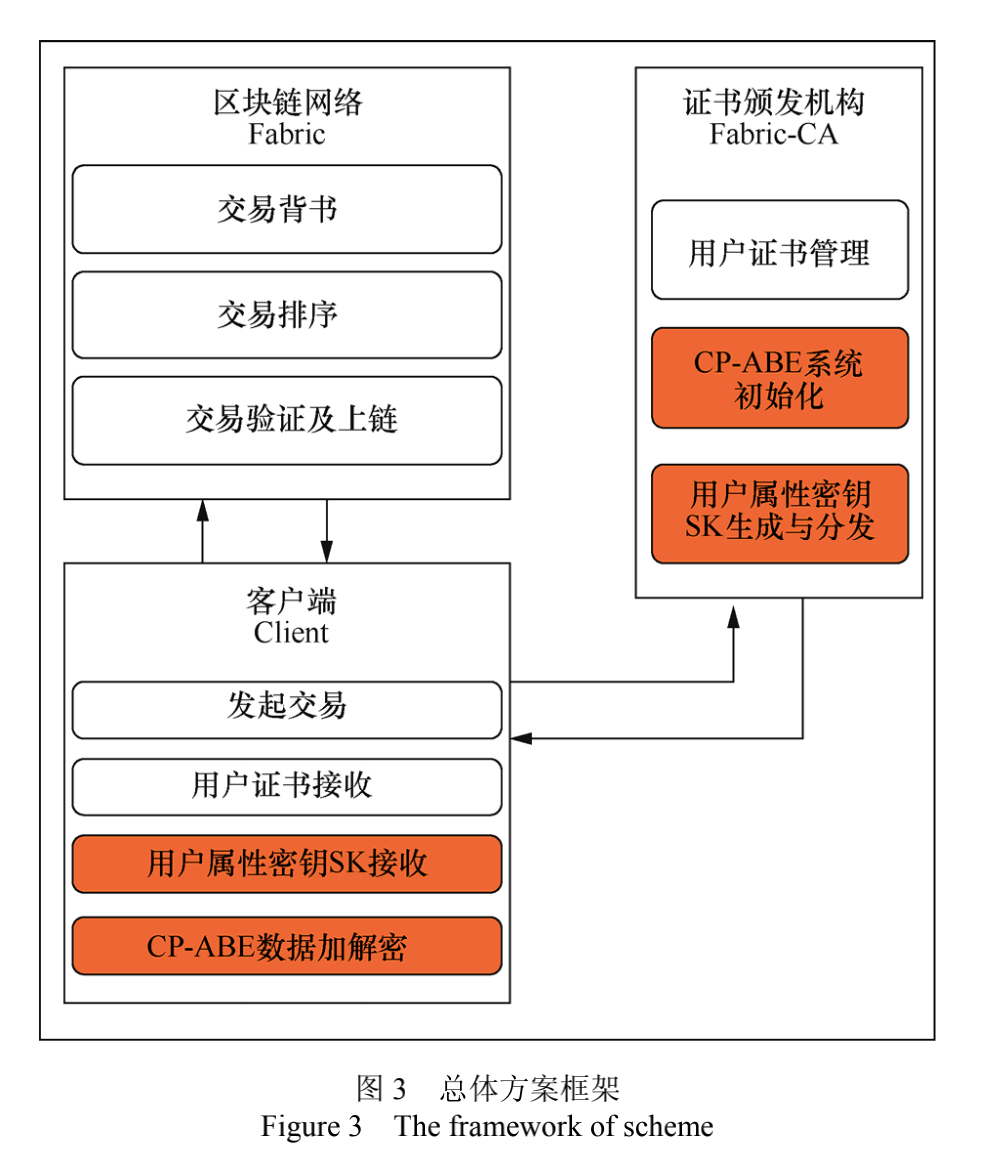 区块链网络
Fabric
交易背书
交易排序
交易验证及上链
证书颁发机构
Fabric-CA
用户证书管理
CP-ABE系统
初始化
用户属性密钥
SK生成与分发
客户端
Client
发起交易
用户证书接收
用户属性密钥SK接收
CP-ABE数据加解密
图 3 总体方案框架
Figure 3 The framework of scheme